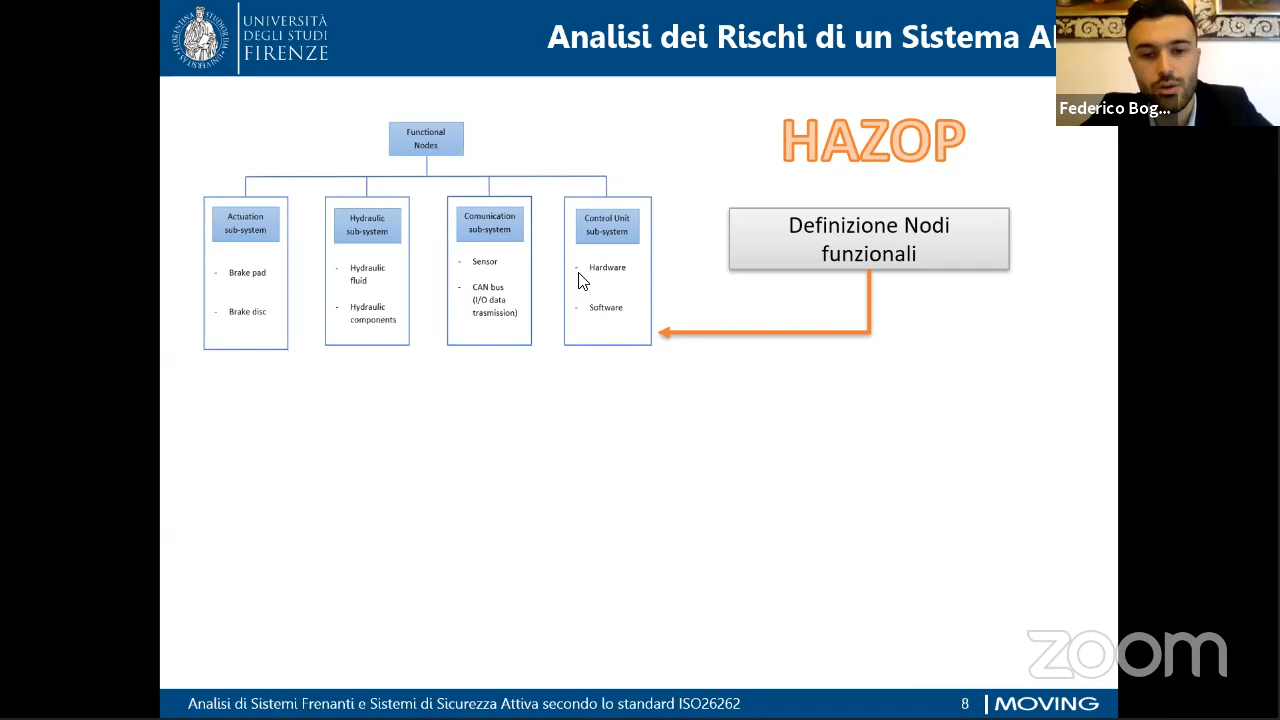 UNIVERSITÀ
DEGLI STUDI
FIRENZE
Analisi dei Rischi di un Sistema
Federico Bog...
HAZOP
Functional
Nodes
Actuation
sub-system
- Brake pad
- Brake disc
Hydraulic
sub-system
- Hydraulic
fluid
- Hydraulic
components
Comunication
sub-system
- Sensor
- CAN bus
(I/O data
trasmission)
Control Unit
sub-system
- Hardware
- Software
Definizione Nodi
funzionali
zoom
Analisi di Sistemi Frenanti e Sistemi di Sicurezza Attiva secondo lo standard ISO26262
8
MOVING